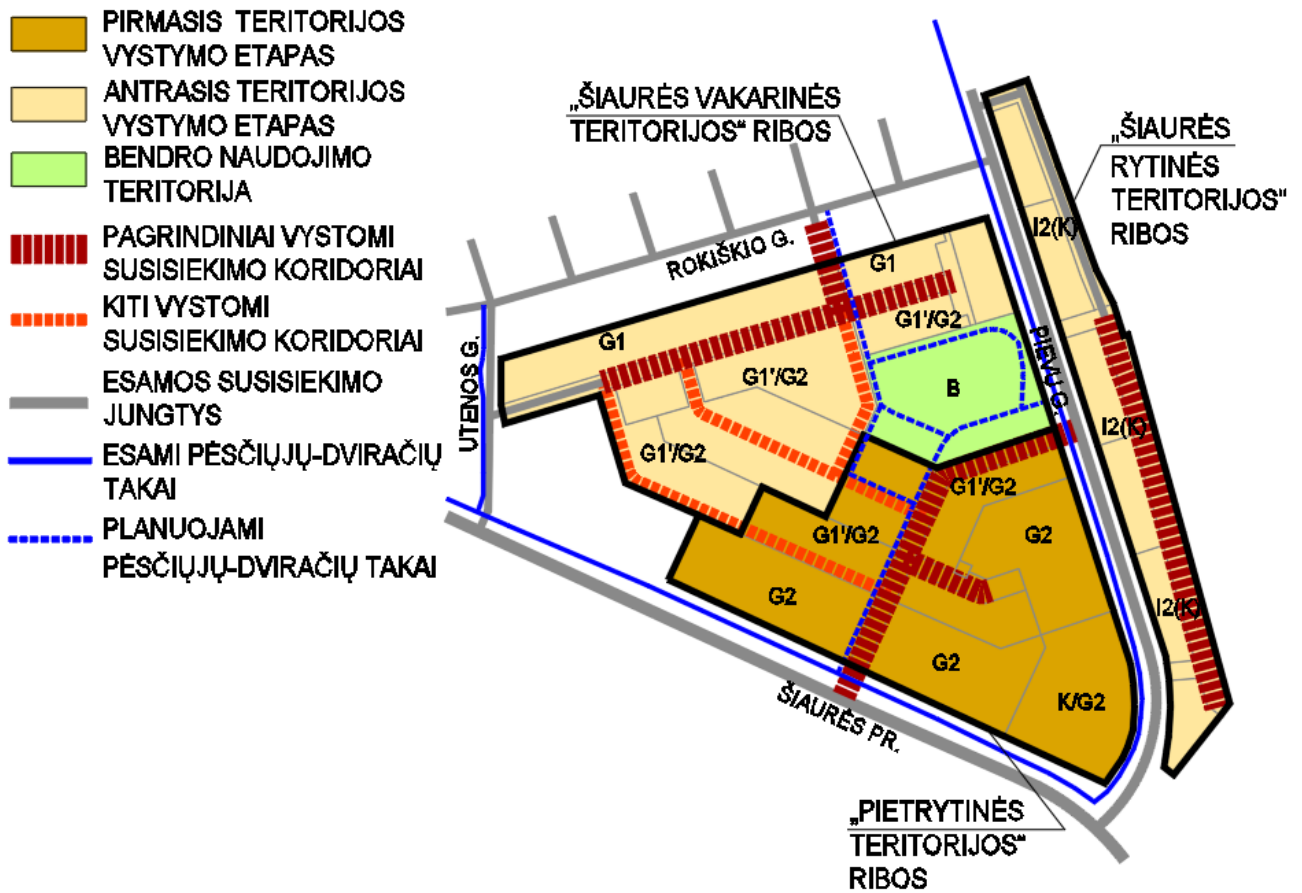 PIRMASIS TERITORIJOS
VYSTYMO ETAPAS
ANTRASIS TERITORIJOS
VYSTYMO ETAPAS
BENDRO NAUDOJIMO
TERITORIJA
PAGRINDINIAI VYSTOMI
SUSISIEKIMO KORIDORIAI
KITI VYSTOMI
SUSISIEKIMO KORIDORIAI
ESAMOS SUSISIEKIMO
JUNGTYS
ESAMI PĖSČIŲJŲ-DVIRAČIŲ
TAKAI
PLANUOJAMI
PĖSČIŲJŲ-DVIRAČIŲ TAKAI
„ŠIAURĖS VAKARINĖS
TERITORIJOS“ RIBOS
„ŠIAURĖS
RYTINĖS
TERITORIJOS“
RIBOS
ROKIŠKIO G.
UTENOS G.
PIEVŲ G.
ŠIAURĖS PR.
G1
G1
G1'/G2
G1'/G2
G1'/G2
B
I2(K)
I2(K)
I2(K)
G1'/G2
G1'/G2
G2
G2
G2
K/G2
„PIETRYTINĖS
TERITORIJOS“
RIBOS